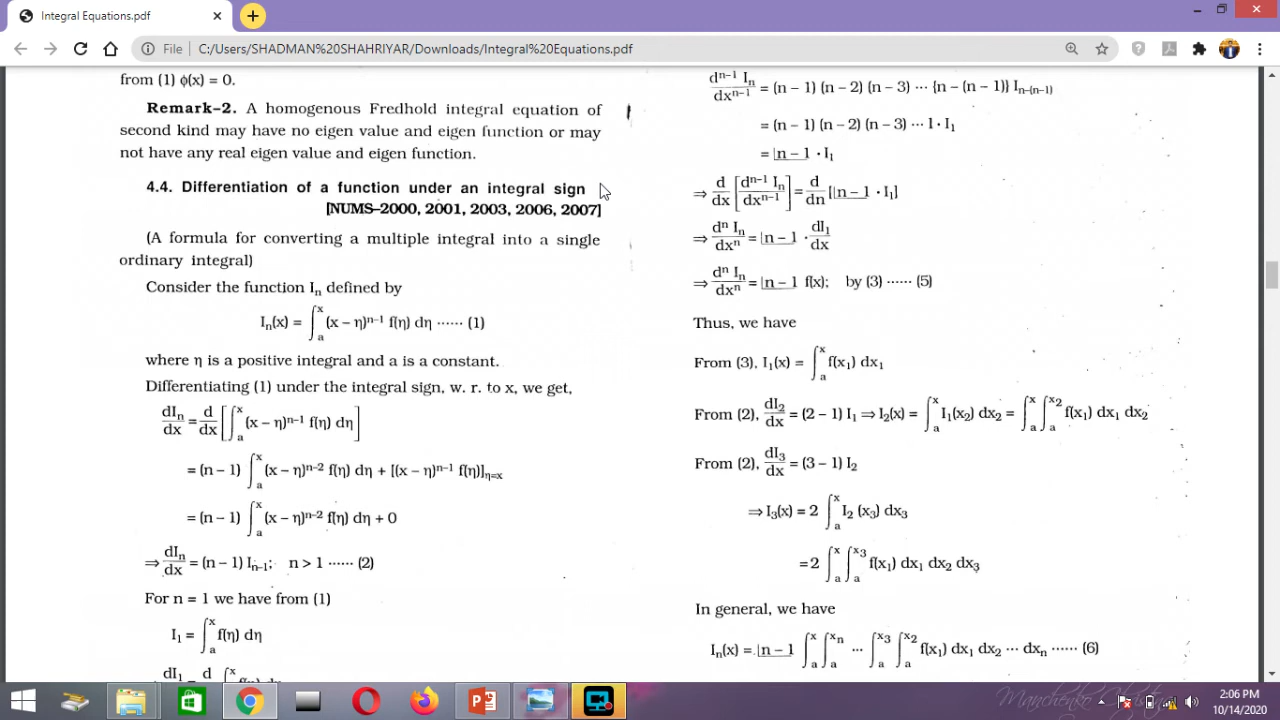 Integral Equations.pdf
File | C:/Users/SHADMAN%20SHAHRIYAR/Downloads/Integral%20Equations.pdf
from (1) ϕ(x) = 0.
Remark–2. A homogenous Fredhold integral equation of
second kind may have no eigen value and eigen function or may
not have any real eigen value and eigen function.
4.4. Differentiation of a function under an integral sign
[NUMS–2000, 2001, 2003, 2006, 2007]
(A formula for converting a multiple integral into a single
ordinary integral)
Consider the function Iₙ defined by
Iₙ(x) = ∫ₐˣ (x – η)ⁿ⁻¹ f(η) dη ······ (1)
where η is a positive integral and a is a constant.
Differentiating (1) under the integral sign, w. r. to x, we get,
dIₙ/dx = d/dx [∫ₐˣ (x – η)ⁿ⁻¹ f(η) dη]
= (n – 1) ∫ₐˣ (x – η)ⁿ⁻² f(η) dη + [(x – η)ⁿ⁻¹ f(η)]_{η=x}
= (n – 1) ∫ₐˣ (x – η)ⁿ⁻² f(η) dη + 0
⇒ dIₙ/dx = (n – 1) Iₙ₋₁; n > 1 ······ (2)
For n = 1 we have from (1)
I₁ = ∫ₐˣ f(η) dη
dI₁ d
dⁿ⁻¹ Iₙ/dxⁿ⁻¹ = (n – 1) (n – 2) (n – 3) ··· {n – (n – 1)} I_{n–(n–1)}
= (n – 1) (n – 2) (n – 3) ··· 1 · I₁
= |n – 1 · I₁
⇒ d/dx [dⁿ⁻¹ Iₙ/dxⁿ⁻¹] = d/dn [|n – 1 · I₁]
⇒ dⁿ Iₙ/dxⁿ = |n – 1 · dI₁/dx
⇒ dⁿ Iₙ/dxⁿ = |n – 1 f(x); by (3) ······ (5)
Thus, we have
From (3), I₁(x) = ∫ₐˣ f(x₁) dx₁
From (2), dI₂/dx = (2 – 1) I₁ ⇒ I₂(x) = ∫ₐˣ I₁(x₂) dx₂ = ∫ₐˣ ∫ₐ^{x₂} f(x₁) dx₁ dx₂
From (2), dI₃/dx = (3 – 1) I₂
⇒ I₃(x) = 2 ∫ₐˣ I₂ (x₃) dx₃
= 2 ∫ₐˣ ∫ₐ^{x₃} f(x₁) dx₁ dx₂ dx₃
In general, we have
Iₙ(x) = |n – 1 ∫ₐˣ ∫ₐ^{xₙ} ··· ∫ₐ^{x₃} ∫ₐ^{x₂} f(x₁) dx₁ dx₂ ··· dxₙ ······ (6)
2:06 PM
10/14/2020